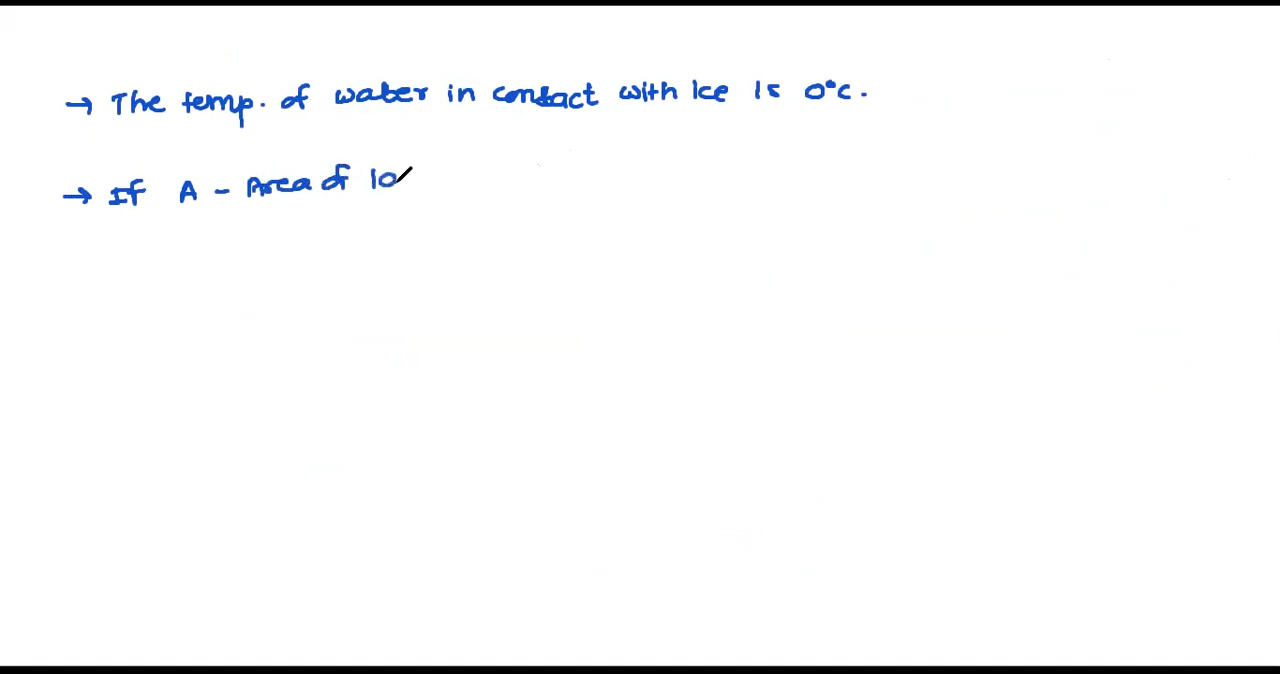 → The temp. of water in contact with ice is 0°C.
→ If A - Area of